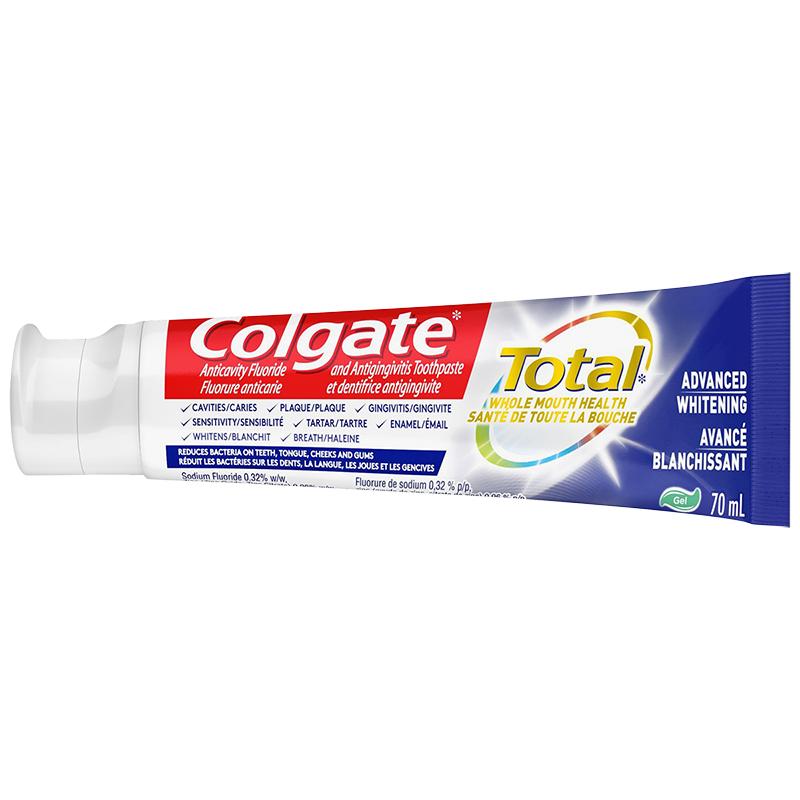 Colgate*
Anticavity Fluoride and Antigingivitis Toothpaste
Fluorure anticarie et dentifrice antigingivite
✓ CAVITIES/CARIES ✓ PLAQUE/PLAQUE ✓ GINGIVITIS/GINGIVITE
✓ SENSITIVITY/SENSIBILITÉ ✓ TARTAR/TARTRE ✓ ENAMEL/ÉMAIL
✓ WHITENS/BLANCHIT ✓ BREATH/HALEINE
REDUCES BACTERIA ON TEETH, TONGUE, CHEEKS AND GUMS
RÉDUIT LES BACTÉRIES SUR LES DENTS, LA LANGUE, LES JOUES ET LES GENCIVES
Sodium Fluoride 0.32% w/w,
Fluorure de sodium 0,32 % p/p,
Total*
WHOLE MOUTH HEALTH
SANTÉ DE TOUTE LA BOUCHE
ADVANCED
WHITENING
AVANCÉ
BLANCHISSANT
Gel 70 mL